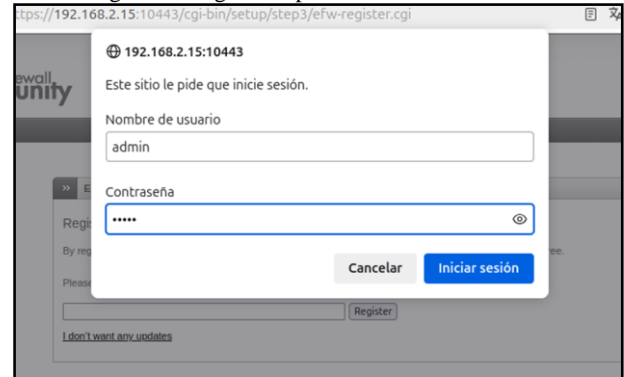 ttps://192.168.2.15:10443/cgi-bin/setup/step3/efw-register.cgi
192.168.2.15:10443
ewall
unity
Este sitio le pide que inicie sesión.
Nombre de usuario
admin
Contraseña
•••••
Cancelar
Iniciar sesión
By reg
ree.
Please
Register
I don't want any updates